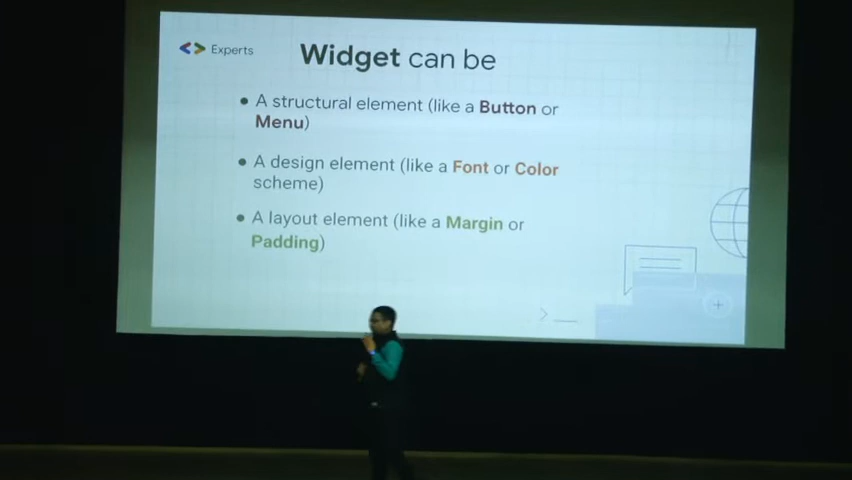 Experts
Widget can be
• A structural element (like a Button or
Menu)
• A design element (like a Font or Color
scheme)
• A layout element (like a Margin or
Padding)